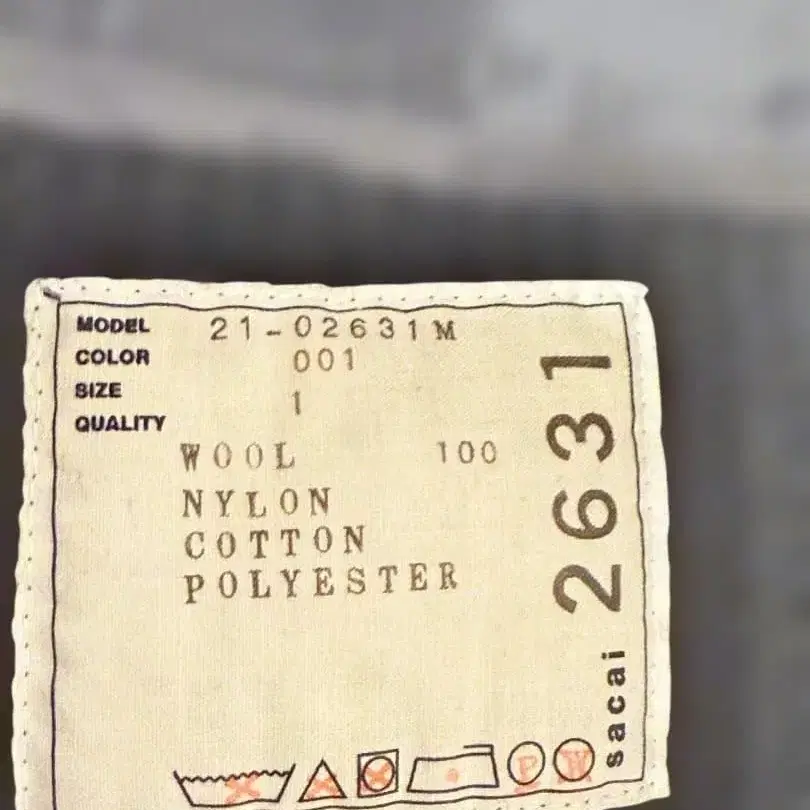 MODEL 21-02631M
COLOR 001
SIZE 1
QUALITY
WOOL 100
NYLON
COTTON
POLYESTER
sacai 2631
P W